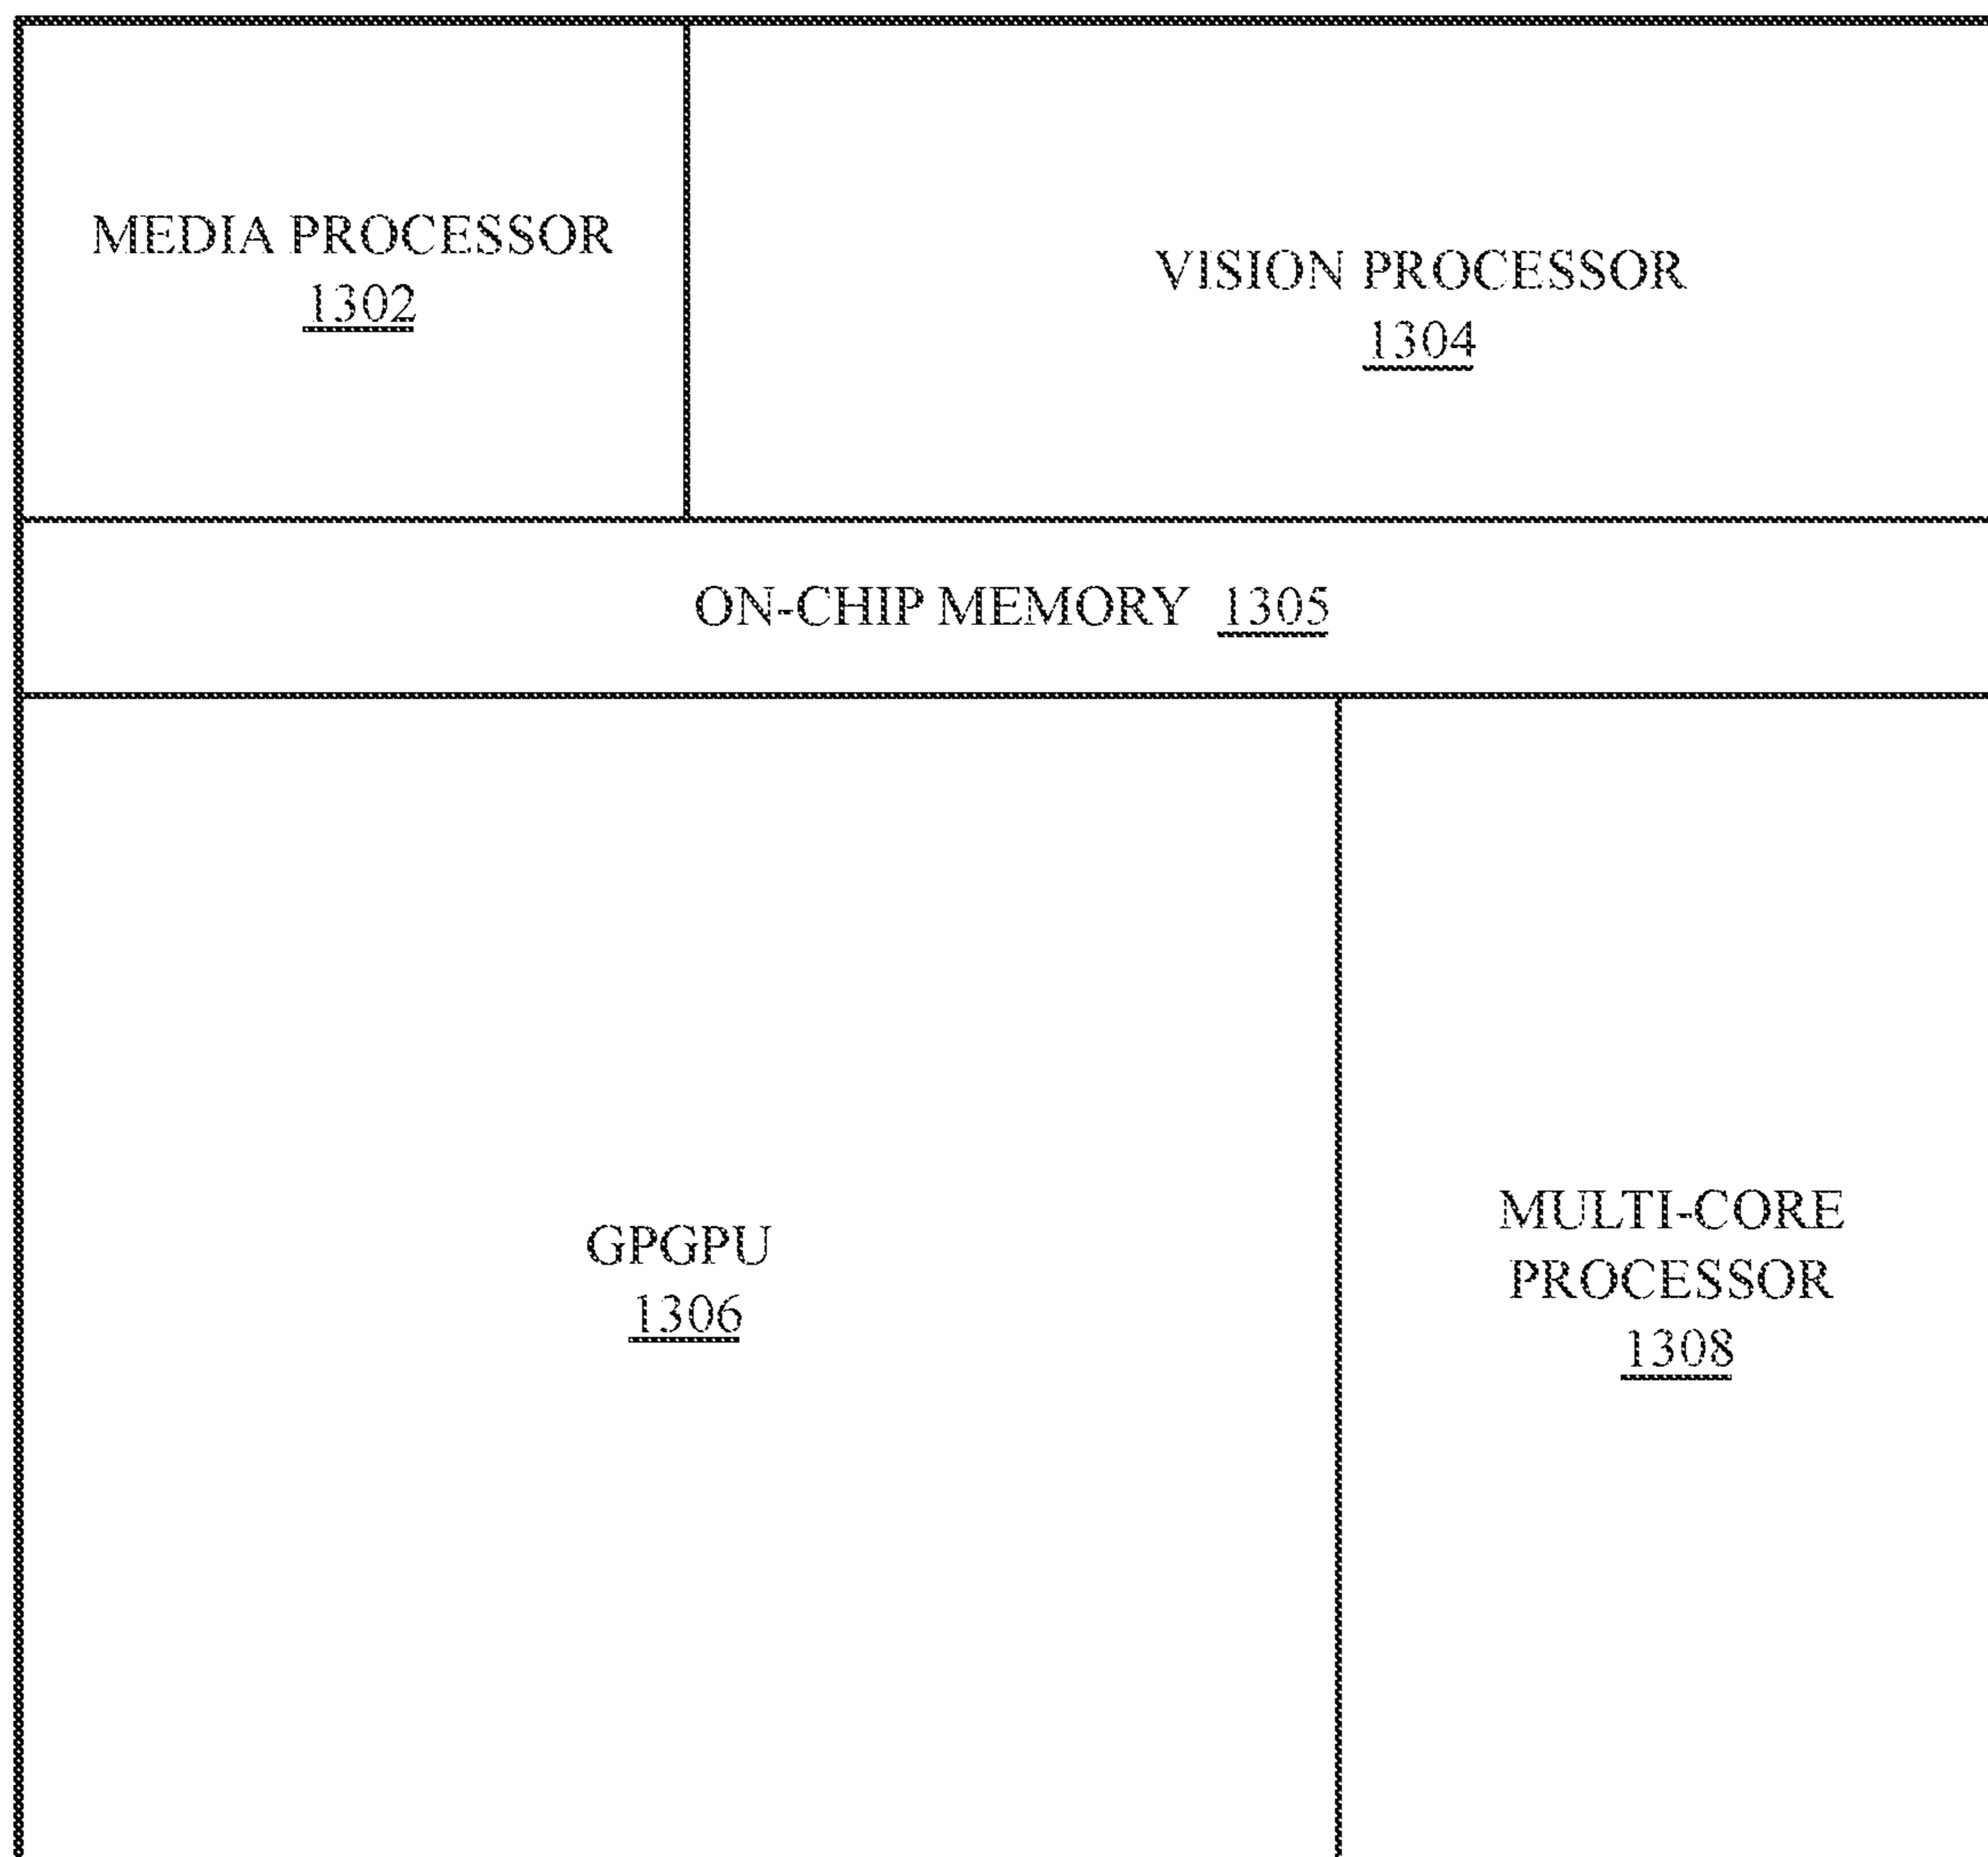 MEDIA PROCESSOR
1302
VISION PROCESSOR
1304
ON-CHIP MEMORY 1305
GPGPU
1306
MULTI-CORE
PROCESSOR
1308